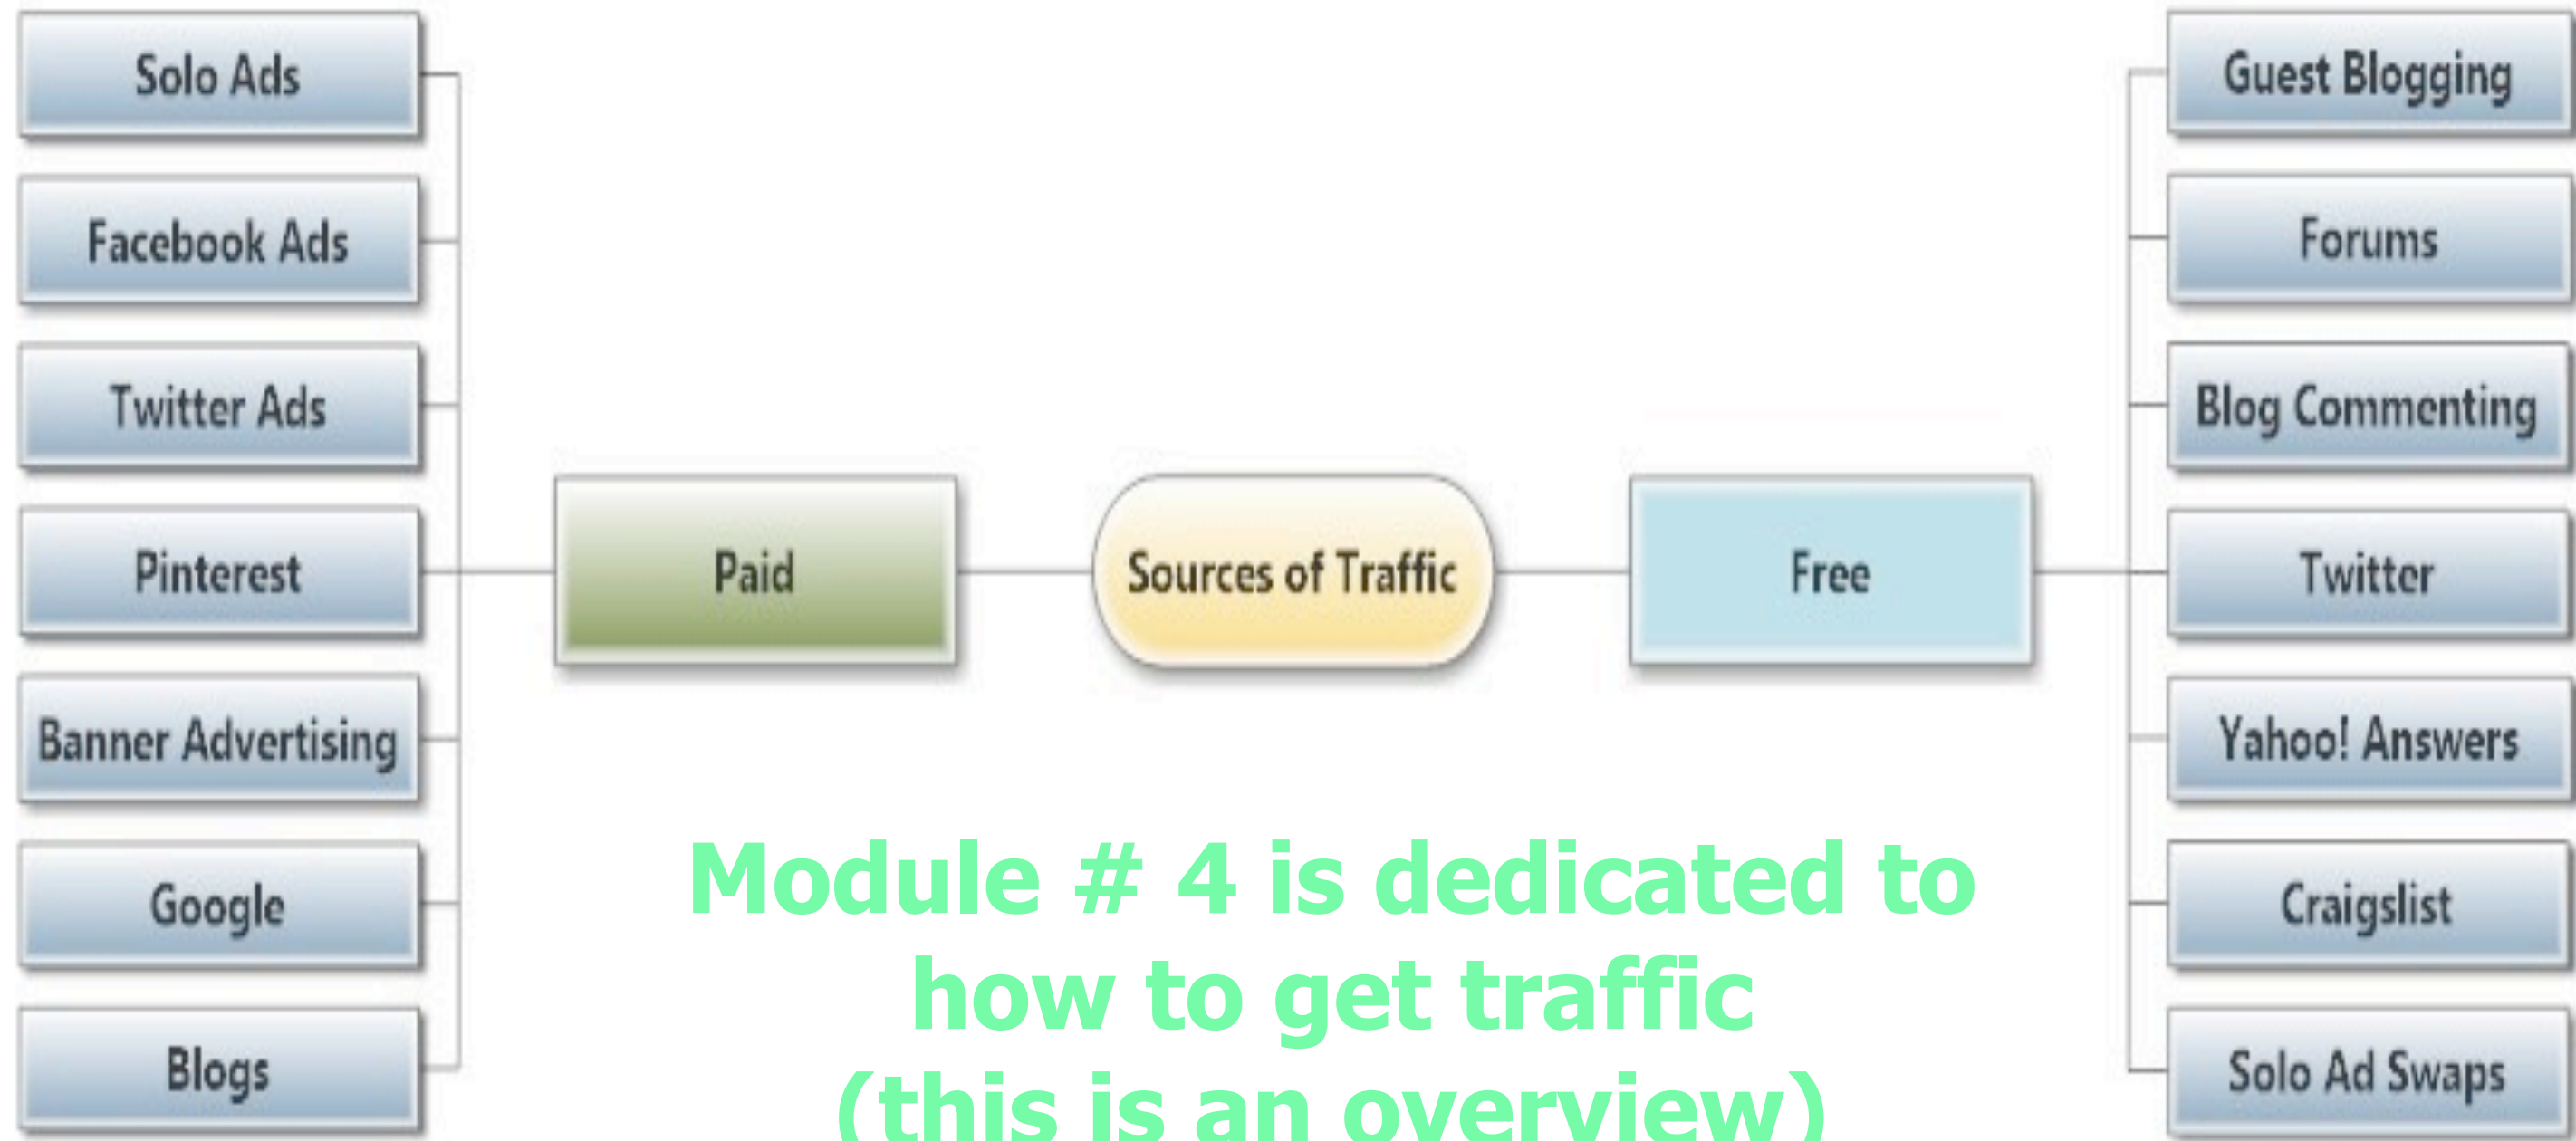 Solo Ads
Facebook Ads
Twitter Ads
Pinterest
Banner Advertising
Google
Blogs
Paid
Sources of Traffic
Free
Guest Blogging
Forums
Blog Commenting
Twitter
Yahoo! Answers
Craigslist
Solo Ad Swaps
Module # 4 is dedicated to
how to get traffic
(this is an overview)